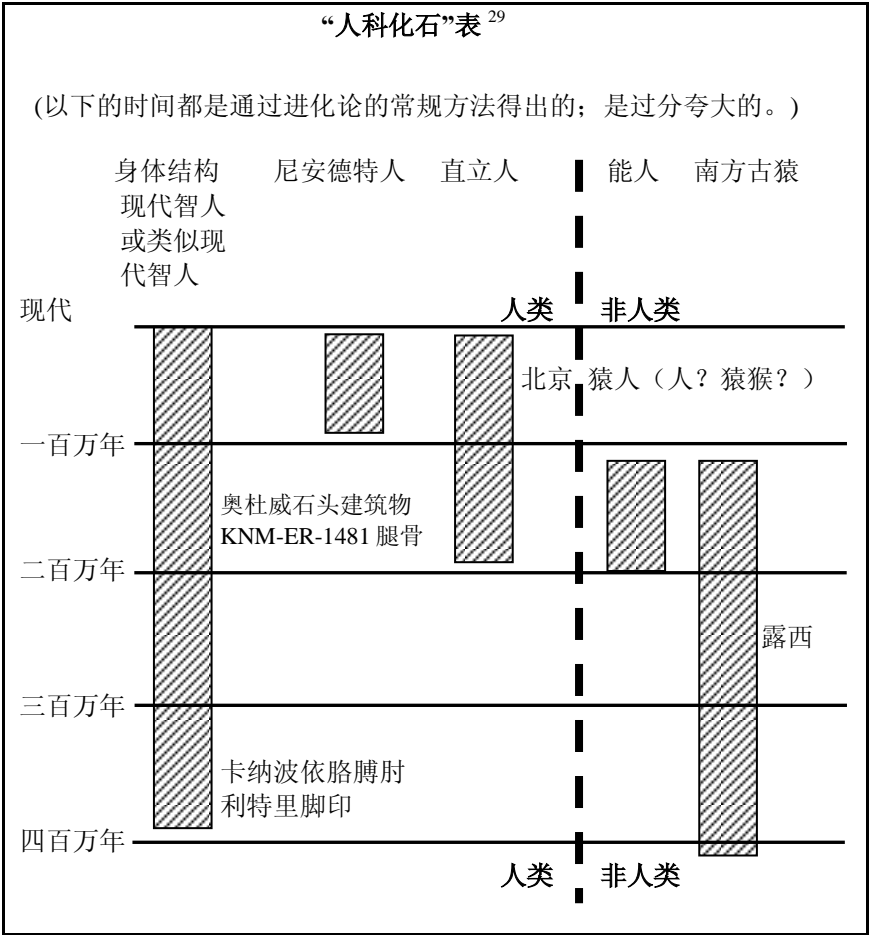 “人科化石”表 29
(以下的时间都是通过进化论的常规方法得出的；是过分夸大的。)
身体结构
现代智人
或类似现
代智人
尼安德特人
直立人
能人
南方古猿
现代
人类
非人类
北京 猿人（人？猿猴？）
一百万年
奥杜威石头建筑物
KNM-ER-1481 腿骨
二百万年
露西
三百万年
卡纳波依胳膊肘
利特里脚印
四百万年
人类
非人类